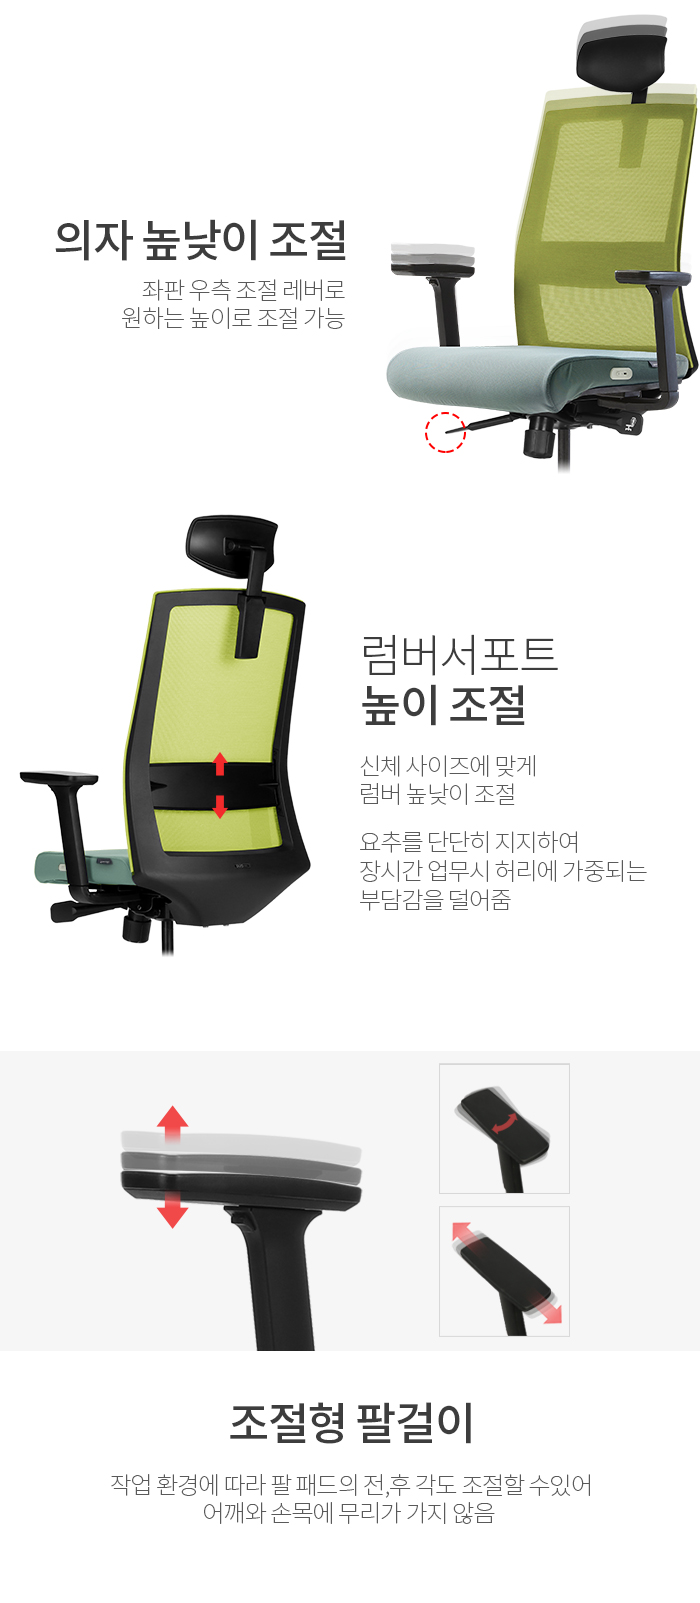 의자 높낮이 조절
좌판 우측 조절 레버로
원하는 높이로 조절 가능
럼버서포트
높이 조절
신체 사이즈에 맞게
럼버 높낮이 조절
요추를 단단히 지지하여
장시간 업무시 허리에 가중되는
부담감을 덜어줌
조절형 팔걸이
작업 환경에 따라 팔 패드의 전,후 각도 조절할 수있어
어깨와 손목에 무리가 가지 않음